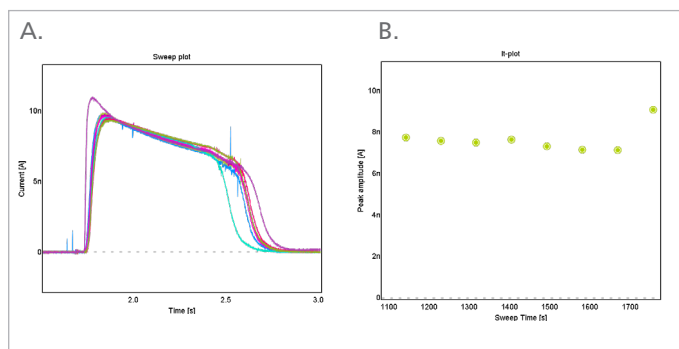 A.
Sweep plot
Current [A]
10n
5n
0
2.0
2.5
3.0
Time [s]
B.
It-plot
Peak amplitude [A]
10n
8n
6n
4n
2n
0
1100
1200
1300
1400
1500
1600
1700
Sweep Time [s]